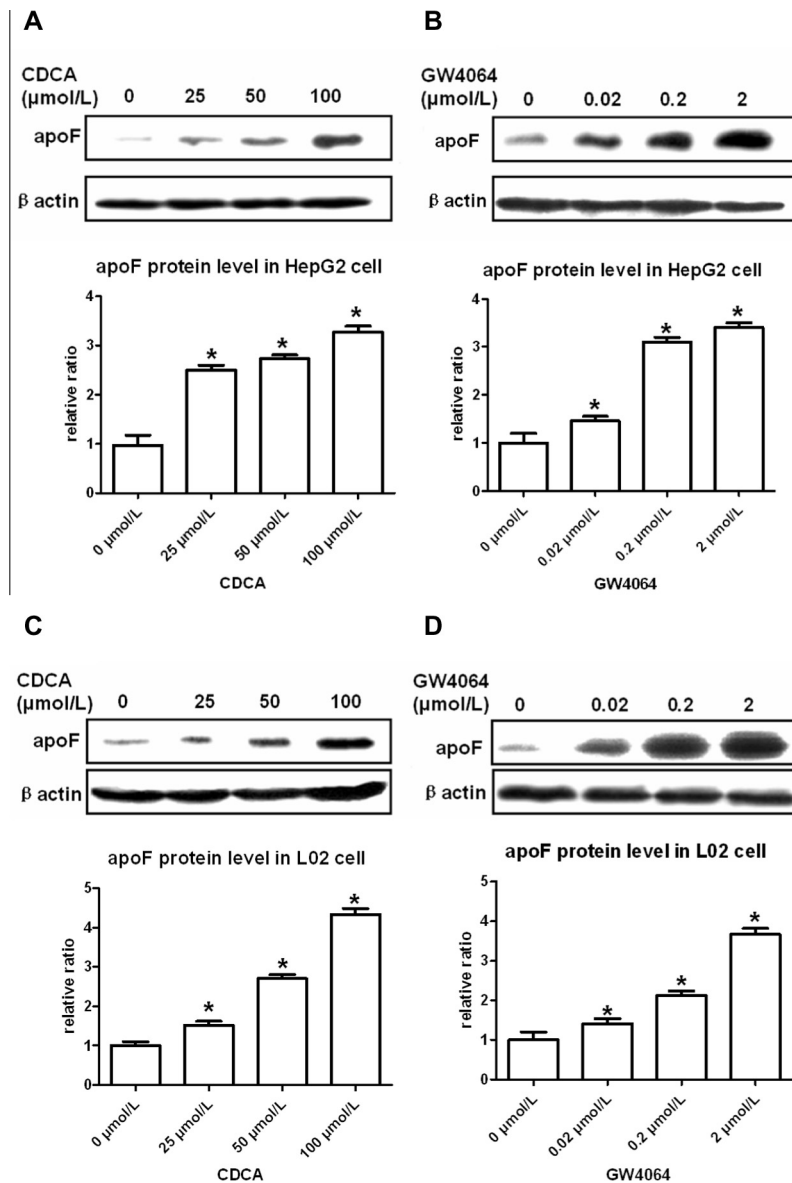 A
CDCA
(µmol/L) 0 25 50 100
apoF
β actin
apoF protein level in HepG2 cell
relative ratio
4
3
2
1
0
* * *
0 µmol/L 25 µmol/L 50 µmol/L 100 µmol/L
CDCA
B
GW4064
(µmol/L) 0 0.02 0.2 2
apoF
β actin
apoF protein level in HepG2 cell
relative ratio
4
3
2
1
0
* * *
0 µmol/L 0.02 µmol/L 0.2 µmol/L 2 µmol/L
GW4064
C
CDCA
(µmol/L) 0 25 50 100
apoF
β actin
apoF protein level in L02 cell
relative ratio
5
4
3
2
1
0
* * *
0 µmol/L 25 µmol/L 50 µmol/L 100 µmol/L
CDCA
D
GW4064
(µmol/L) 0 0.02 0.2 2
apoF
β actin
apoF protein level in L02 cell
relative ratio
5
4
3
2
1
0
* * *
0 µmol/L 0.02 µmol/L 0.2 µmol/L 2 µmol/L
GW4064